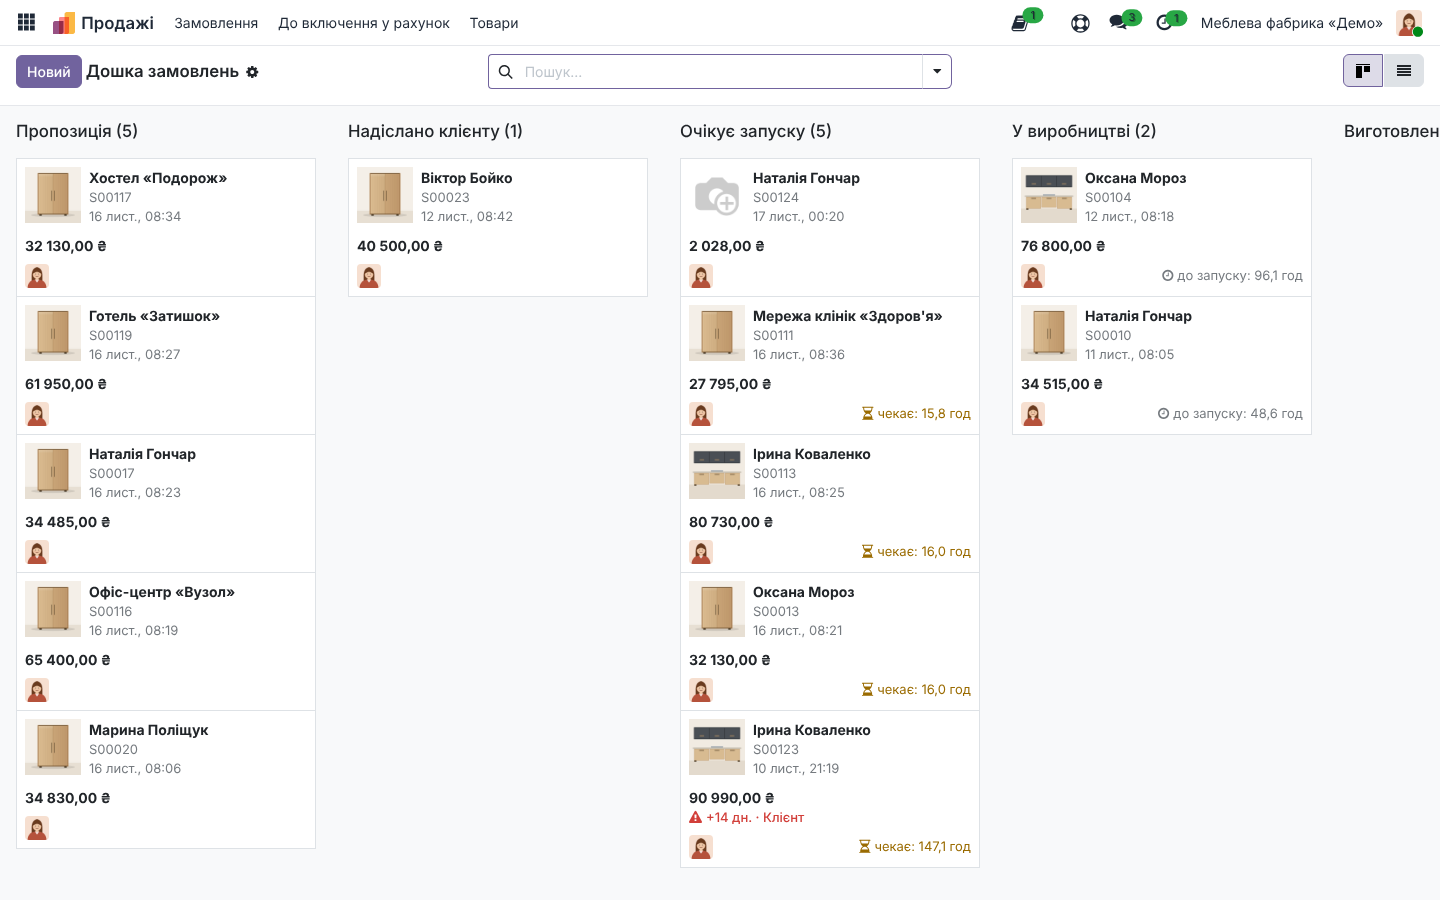 Продажі
Замовлення
До включення у рахунок
Товари
1
3
1
Меблева фабрика «Демо»
Новий
Дошка замовлень
Пошук...
Пропозиція (5)
Хостел «Подорож»
S00117
16 лист., 08:34
32 130,00 ₴
Готель «Затишок»
S00119
16 лист., 08:27
61 950,00 ₴
Наталія Гончар
S00017
16 лист., 08:23
34 485,00 ₴
Офіс-центр «Вузол»
S00116
16 лист., 08:19
65 400,00 ₴
Марина Поліщук
S00020
16 лист., 08:06
34 830,00 ₴
Надіслано клієнту (1)
Віктор Бойко
S00023
12 лист., 08:42
40 500,00 ₴
Очікує запуску (5)
Наталія Гончар
S00124
17 лист., 00:20
2 028,00 ₴
Мережа клінік «Здоров'я»
S00111
16 лист., 08:36
27 795,00 ₴
чекає: 15,8 год
Ірина Коваленко
S00113
16 лист., 08:25
80 730,00 ₴
чекає: 16,0 год
Оксана Мороз
S00013
16 лист., 08:21
32 130,00 ₴
чекає: 16,0 год
Ірина Коваленко
S00123
10 лист., 21:19
90 990,00 ₴
+14 дн. · Клієнт
чекає: 147,1 год
У виробництві (2)
Оксана Мороз
S00104
12 лист., 08:18
76 800,00 ₴
до запуску: 96,1 год
Наталія Гончар
S00010
11 лист., 08:05
34 515,00 ₴
до запуску: 48,6 год
Виготовлен